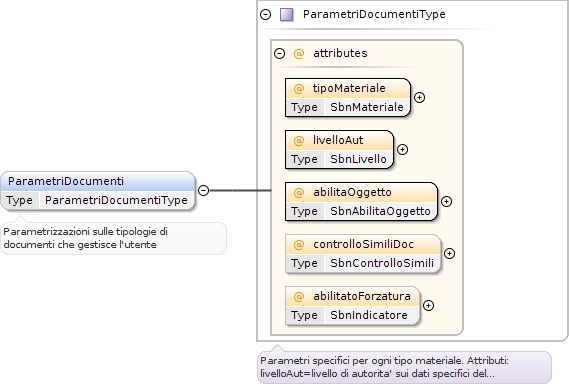 ParametriDocumentiType
@ attributes
@ tipoMateriale
Type SbnMateriale
@ livelloAut
Type SbnLivello
ParametriDocumenti
Type ParametriDocumentiType
@ abilitaOggetto
Type SbnAbilitaOggetto
Parametrizzazioni sulle tipologie di
documenti che gestisce l'utente
@ controlloSimiliDoc
Type SbnControlloSimili
@ abilitatoForzatura
Type SbnIndicatore
Parametri specifici per ogni tipo materiale. Attributi:
livelloAut=livello di autorita' sui dati specifici del...